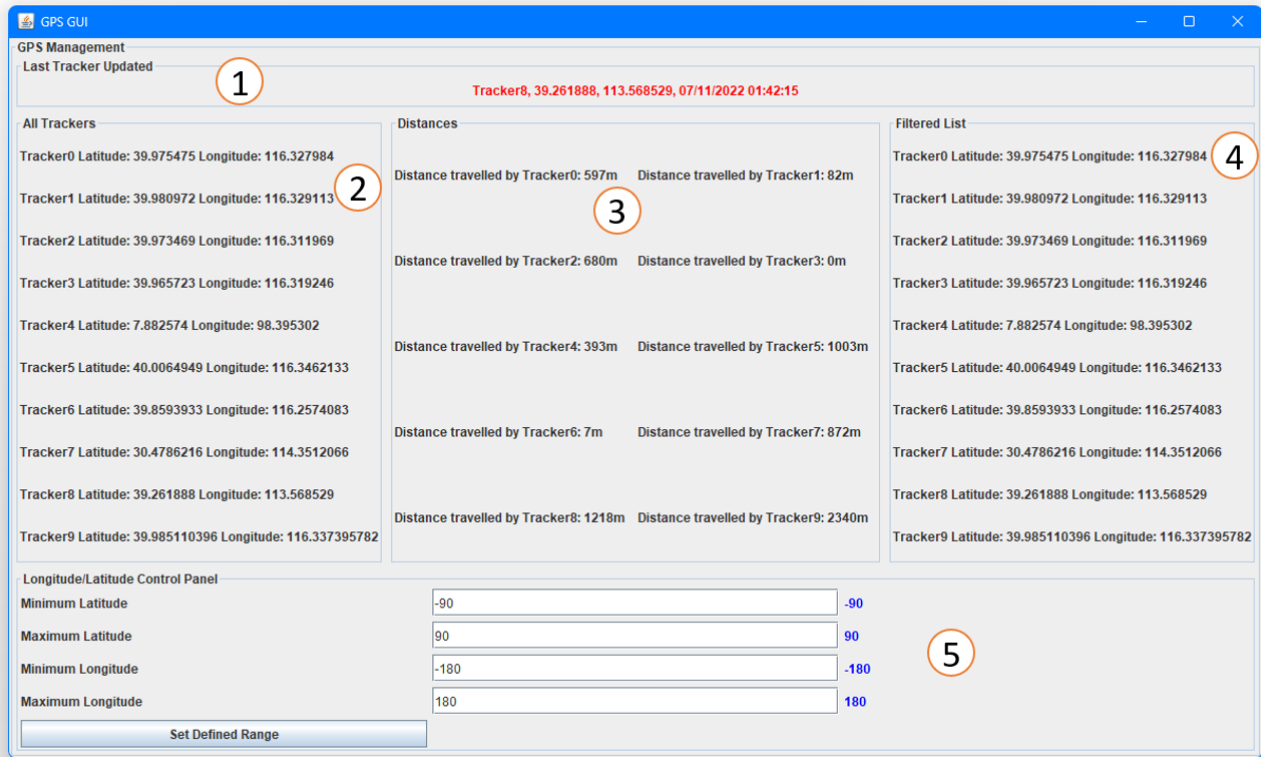 GPS GUI
GPS Management
Last Tracker Updated
1
Tracker8, 39.261888, 113.568529, 07/11/2022 01:42:15
All Trackers
Tracker0 Latitude: 39.975475 Longitude: 116.327984
Tracker1 Latitude: 39.980972 Longitude: 116.329113
2
Tracker2 Latitude: 39.973469 Longitude: 116.311969
Tracker3 Latitude: 39.965723 Longitude: 116.319246
Tracker4 Latitude: 7.882574 Longitude: 98.395302
Tracker5 Latitude: 40.0064949 Longitude: 116.3462133
Tracker6 Latitude: 39.8593933 Longitude: 116.2574083
Tracker7 Latitude: 30.4786216 Longitude: 114.3512066
Tracker8 Latitude: 39.261888 Longitude: 113.568529
Tracker9 Latitude: 39.985110396 Longitude: 116.337395782
Distances
Distance travelled by Tracker0: 597m Distance travelled by Tracker1: 82m
3
Distance travelled by Tracker2: 680m Distance travelled by Tracker3: 0m
Distance travelled by Tracker4: 393m Distance travelled by Tracker5: 1003m
Distance travelled by Tracker6: 7m Distance travelled by Tracker7: 872m
Distance travelled by Tracker8: 1218m Distance travelled by Tracker9: 2340m
Filtered List
Tracker0 Latitude: 39.975475 Longitude: 116.327984
4
Tracker1 Latitude: 39.980972 Longitude: 116.329113
Tracker2 Latitude: 39.973469 Longitude: 116.311969
Tracker3 Latitude: 39.965723 Longitude: 116.319246
Tracker4 Latitude: 7.882574 Longitude: 98.395302
Tracker5 Latitude: 40.0064949 Longitude: 116.3462133
Tracker6 Latitude: 39.8593933 Longitude: 116.2574083
Tracker7 Latitude: 30.4786216 Longitude: 114.3512066
Tracker8 Latitude: 39.261888 Longitude: 113.568529
Tracker9 Latitude: 39.985110396 Longitude: 116.337395782
Longitude/Latitude Control Panel
Minimum Latitude -90 -90
Maximum Latitude 90 90
Minimum Longitude -180 -180
5
Maximum Longitude 180 180
Set Defined Range